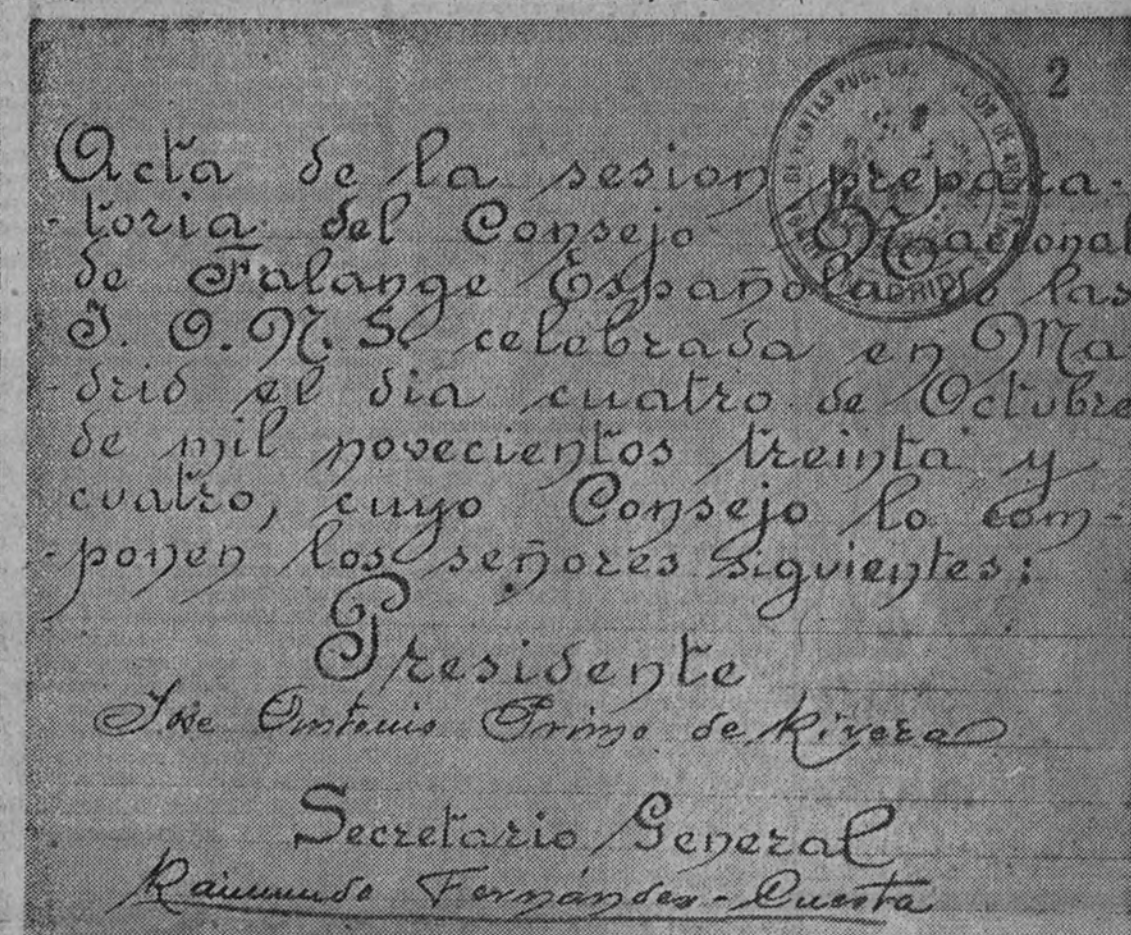 2
Acta de la sesion prepara-
-toria del Consejo Nacional
de Falange Española de las
J. O. N. S. celebrada en Ma-
-drid el dia cuatro de Octubre
de mil novecientos treinta y
cuatro, cuyo Consejo lo com-
-ponen los señores siguientes:
Presidente
Jose Antonio Primo de Rivera
Secretario General
Raimundo Fernández-Cuesta